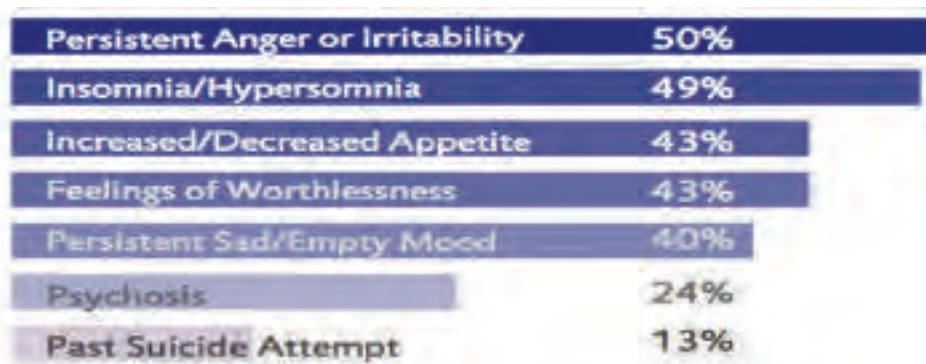 Persistent Anger or Irritability 50%
Insomnia/Hypersomnia 49%
Increased/Decreased Appetite 43%
Feelings of Worthlessness 43%
Persistent Sad/Empty Mood 40%
Psychosis 24%
Past Suicide Attempt 13%